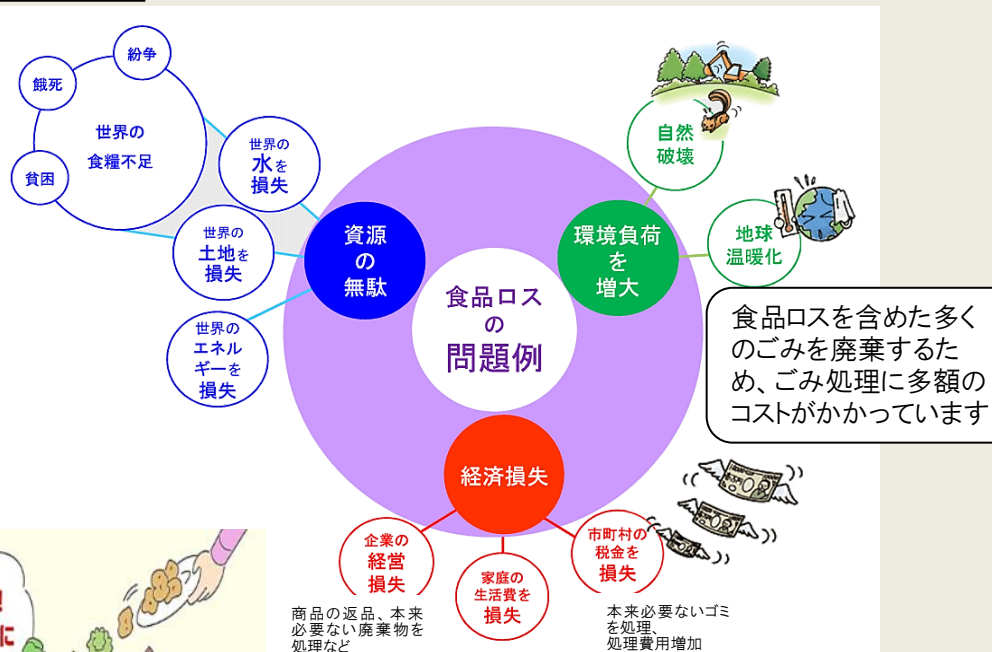 紛争
餓死
世界の
食糧不足
貧困
世界の
水を
損失
世界の
土地を
損失
世界の
エネル
ギーを
損失
資源
の
無駄
食品ロス
の
問題例
環境負荷
を
増大
自然
破壊
地球
温暖化
食品ロスを含めた多く
のごみを廃棄するた
め、ごみ処理に多額の
コストがかかっています
経済損失
企業の
経営
損失
家庭の
生活費を
損失
市町村の
税金を
損失
商品の返品、本来
必要ない廃棄物を
処理など
本来必要ないゴミ
を処理、
処理費用増加
!
に